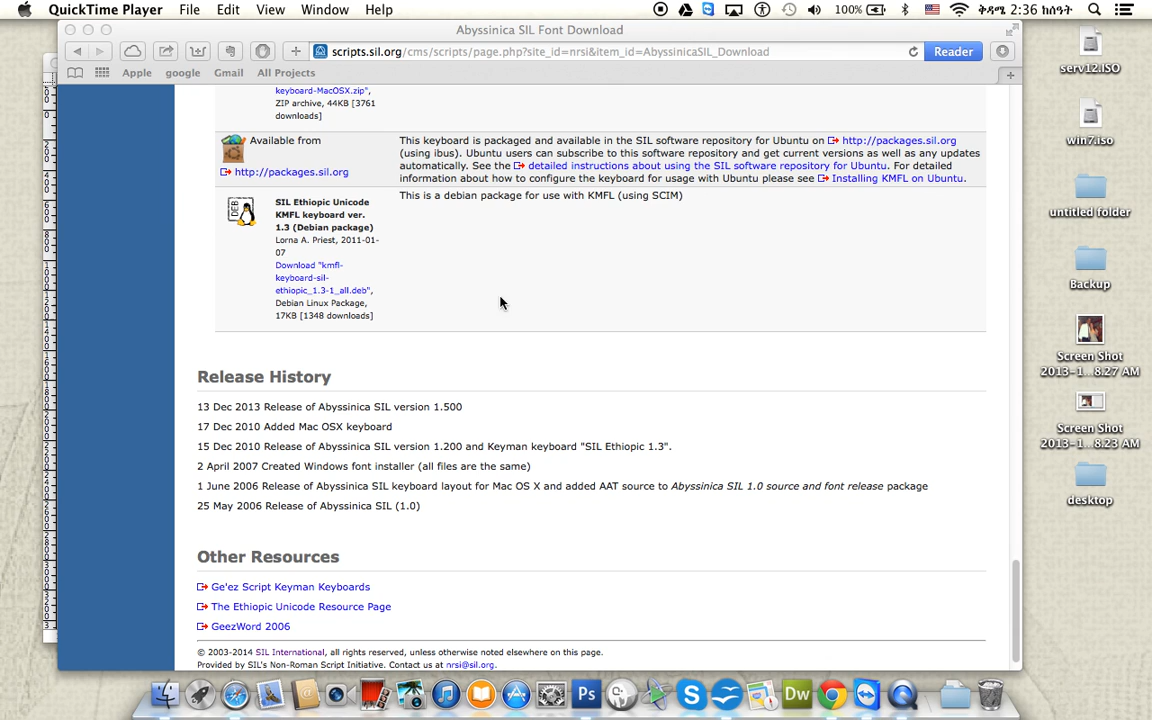 QuickTime Player File Edit View Window Help 100% ቅዳሜ 2:36 ከሰዓት
Abyssinica SIL Font Download
scripts.sil.org/cms/scripts/page.php?site_id=nrsi&item_id=AbyssinicaSIL_Download Reader
Apple google Gmail All Projects
keyboard-MacOSX.zip",
ZIP archive, 44KB [3761
downloads]
Available from
http://packages.sil.org
This keyboard is packaged and available in the SIL software repository for Ubuntu on http://packages.sil.org
(using ibus). Ubuntu users can subscribe to this software repository and get current versions as well as any updates
automatically. See the detailed instructions about using the SIL software repository for Ubuntu. For detailed
information about how to configure the keyboard for usage with Ubuntu please see Installing KMFL on Ubuntu.
DEB
SIL Ethiopic Unicode
KMFL keyboard ver.
1.3 (Debian package)
Lorna A. Priest, 2011-01-
07
Download "kmfl-
keyboard-sil-
ethiopic_1.3-1_all.deb",
Debian Linux Package,
17KB [1348 downloads]
This is a debian package for use with KMFL (using SCIM)
Release History
13 Dec 2013 Release of Abyssinica SIL version 1.500
17 Dec 2010 Added Mac OSX keyboard
15 Dec 2010 Release of Abyssinica SIL version 1.200 and Keyman keyboard "SIL Ethiopic 1.3".
2 April 2007 Created Windows font installer (all files are the same)
1 June 2006 Release of Abyssinica SIL keyboard layout for Mac OS X and added AAT source to Abyssinica SIL 1.0 source and font release package
25 May 2006 Release of Abyssinica SIL (1.0)
Other Resources
Ge'ez Script Keyman Keyboards
The Ethiopic Unicode Resource Page
GeezWord 2006
© 2003-2014 SIL International, all rights reserved, unless otherwise noted elsewhere on this page.
Provided by SIL's Non-Roman Script Initiative. Contact us at nrsi@sil.org.
serv12.ISO
win7.iso
untitled folder
Backup
Screen Shot
2013-1...8.27 AM
Screen Shot
2013-1...8.23 AM
desktop
Ps
Dw